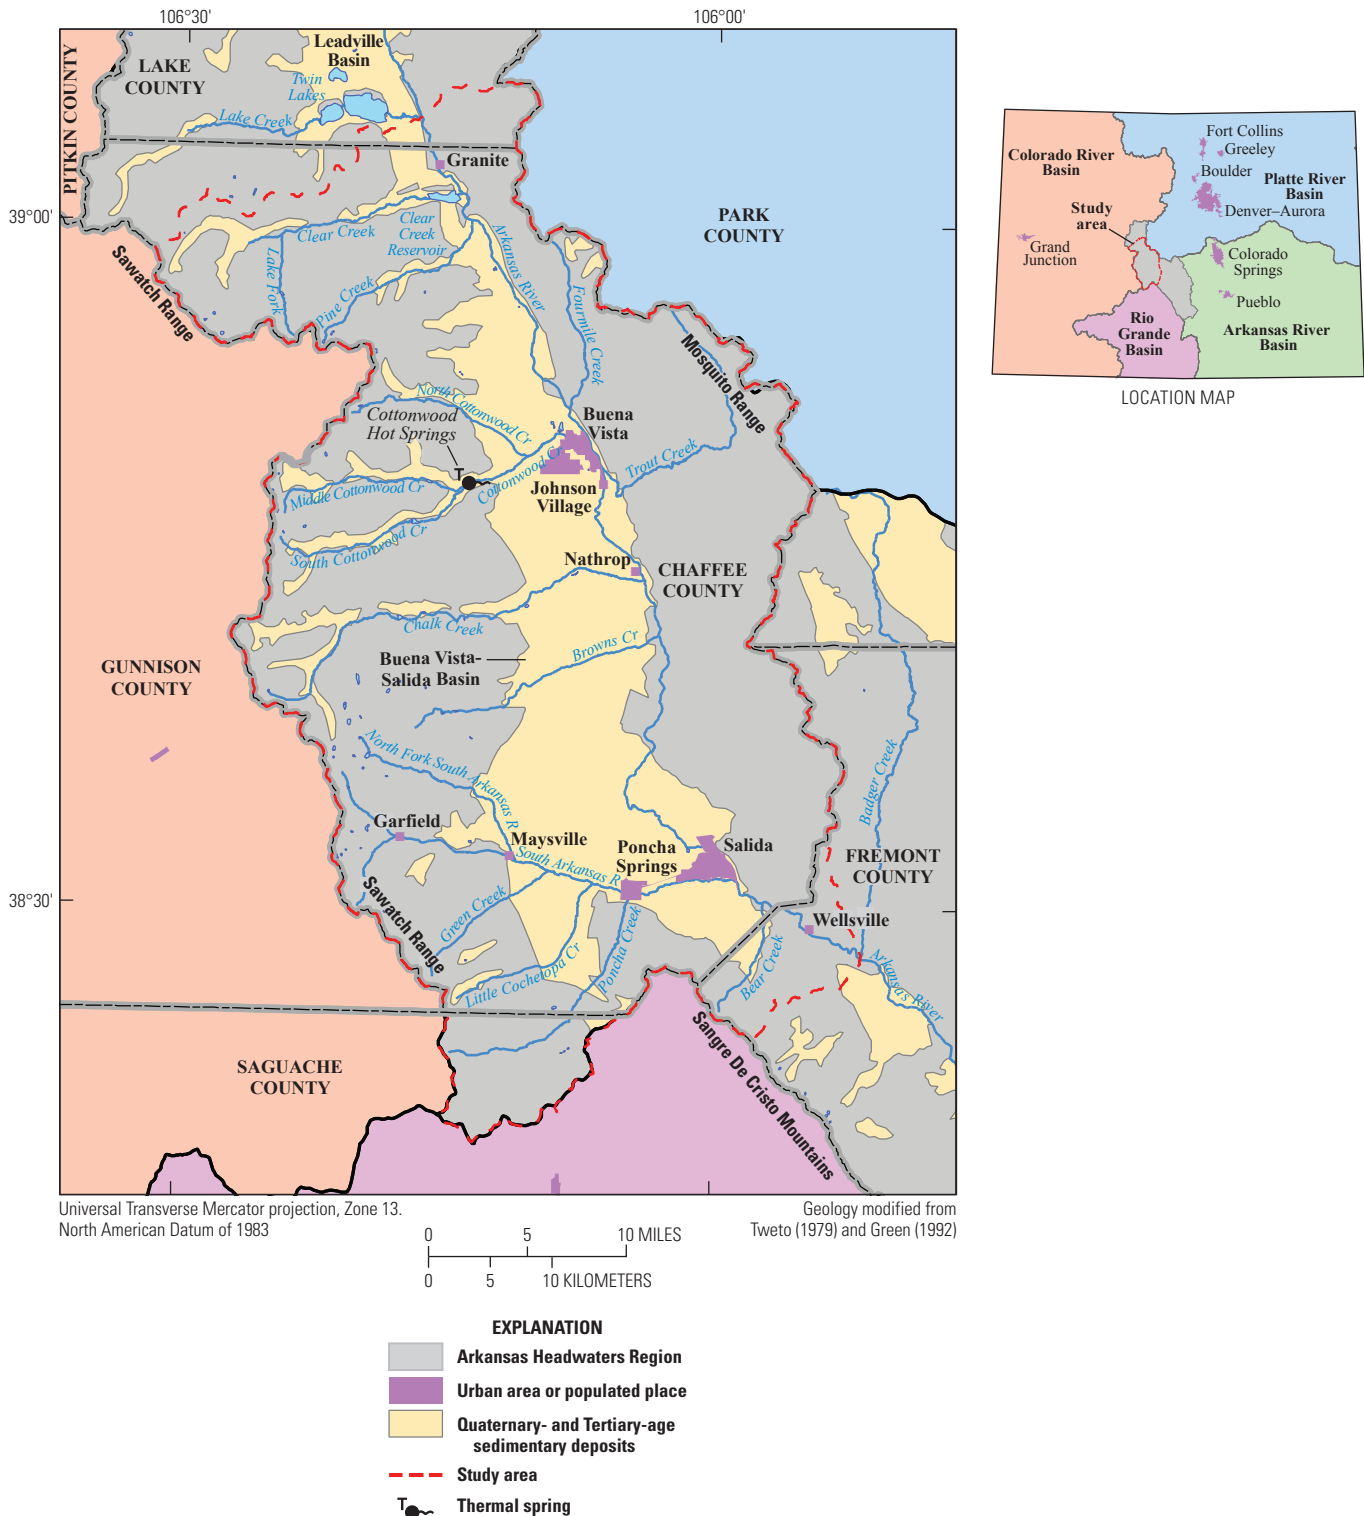 106°30'
106°00'
Leadville
Basin
LAKE
COUNTY
PITKIN COUNTY
Twin
Lakes
Lake Creek
Granite
39°00'
PARK
COUNTY
Clear Creek
Clear
Creek
Reservoir
Arkansas River
Lake Fork
Pine Creek
Fourmile Creek
Sawatch Range
Mosquito Range
North Cottonwood Cr
Cottonwood
Hot Springs
T
Buena
Vista
Cottonwood Cr
Trout Creek
Middle Cottonwood Cr
Johnson
Village
South Cottonwood Cr
Nathrop
CHAFFEE
COUNTY
Chalk Creek
Browns Cr
Buena Vista-
Salida Basin
GUNNISON
COUNTY
North Fork South Arkansas R
Badger Creek
Garfield
Maysville
Poncha
Springs
Salida
South Arkansas R
FREMONT
COUNTY
38°30'
Sawatch Range
Green Creek
Wellsville
Poncha Creek
Little Cochetopa Cr
Bear Creek
Arkansas River
Sangre De Cristo Mountains
SAGUACHE
COUNTY
Universal Transverse Mercator projection, Zone 13.
North American Datum of 1983
Geology modified from
Tweto (1979) and Green (1992)
0 5 10 MILES
0 5 10 KILOMETERS
EXPLANATION
Arkansas Headwaters Region
Urban area or populated place
Quaternary- and Tertiary-age
sedimentary deposits
Study area
T
Thermal spring
Colorado River
Basin
Fort Collins
Greeley
Boulder
Platte River
Basin
Denver–Aurora
Study
area
Grand
Junction
Colorado
Springs
Pueblo
Rio
Grande
Basin
Arkansas River
Basin
LOCATION MAP